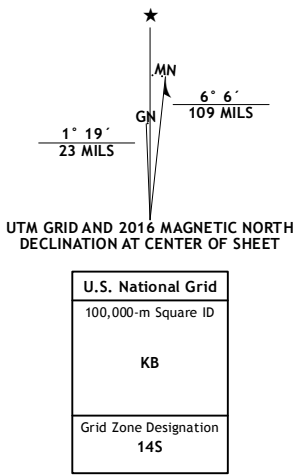 MN
GN
6° 6´
109 MILS
1° 19´
23 MILS
UTM GRID AND 2016 MAGNETIC NORTH
DECLINATION AT CENTER OF SHEET
U.S. National Grid
100,000-m Square ID
KB
Grid Zone Designation
14S